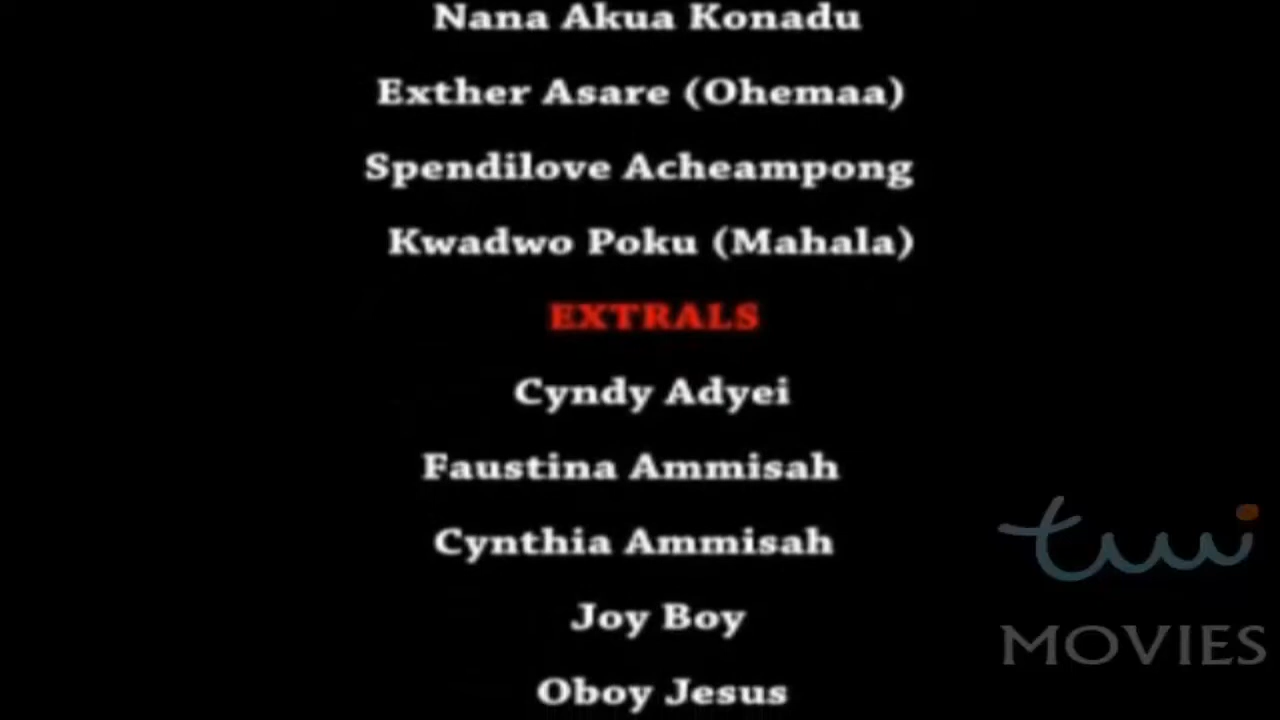 Nana Akua Konadu
Exther Asare (Ohemaa)
Spendilove Acheampong
Kwadwo Poku (Mahala)
EXTRALS
Cyndy Adyei
Faustina Ammisah
Cynthia Ammisah
Joy Boy
Oboy Jesus
twi
MOVIES